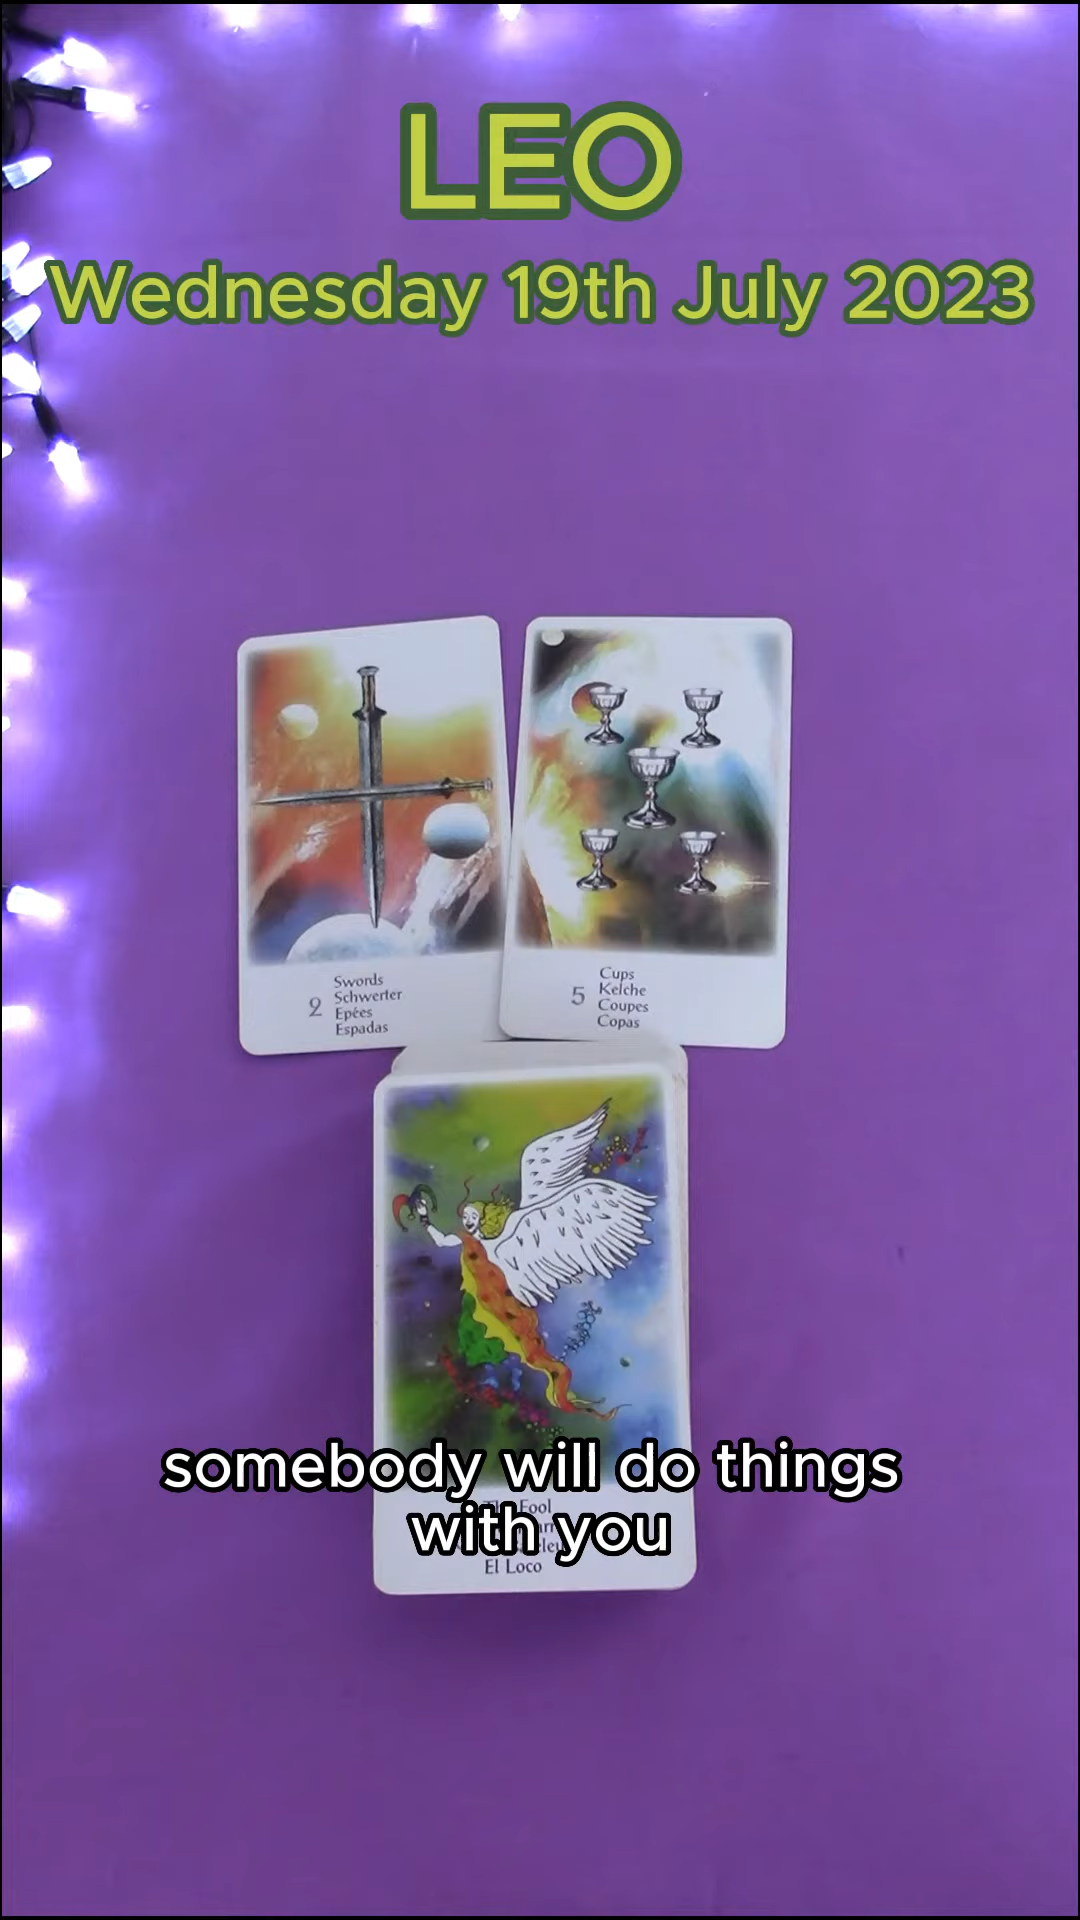 LEO
Wednesday 19th July 2023
2
Swords
Schwerter
Epées
Espadas
5
Cups
Kelche
Coupes
Copas
somebody will do things
with you
Fool
El Loco